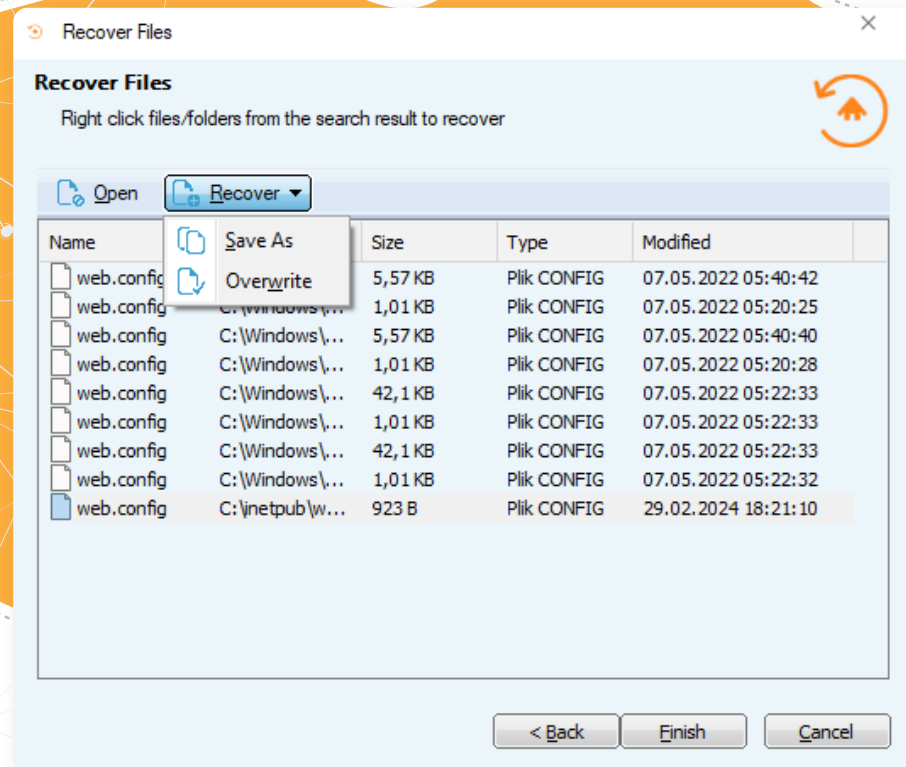 Recover Files
Recover Files
Right click files/folders from the search result to recover
Open Recover
Save As
Overwrite
Name Size Type Modified
web.config 5,57 KB Plik CONFIG 07.05.2022 05:40:42
web.config C:\Windows\... 1,01 KB Plik CONFIG 07.05.2022 05:20:25
web.config C:\Windows\... 5,57 KB Plik CONFIG 07.05.2022 05:40:40
web.config C:\Windows\... 1,01 KB Plik CONFIG 07.05.2022 05:20:28
web.config C:\Windows\... 42,1 KB Plik CONFIG 07.05.2022 05:22:33
web.config C:\Windows\... 1,01 KB Plik CONFIG 07.05.2022 05:22:33
web.config C:\Windows\... 42,1 KB Plik CONFIG 07.05.2022 05:22:33
web.config C:\Windows\... 1,01 KB Plik CONFIG 07.05.2022 05:22:32
web.config C:\inetpub\w... 923 B Plik CONFIG 29.02.2024 18:21:10
< Back Finish Cancel